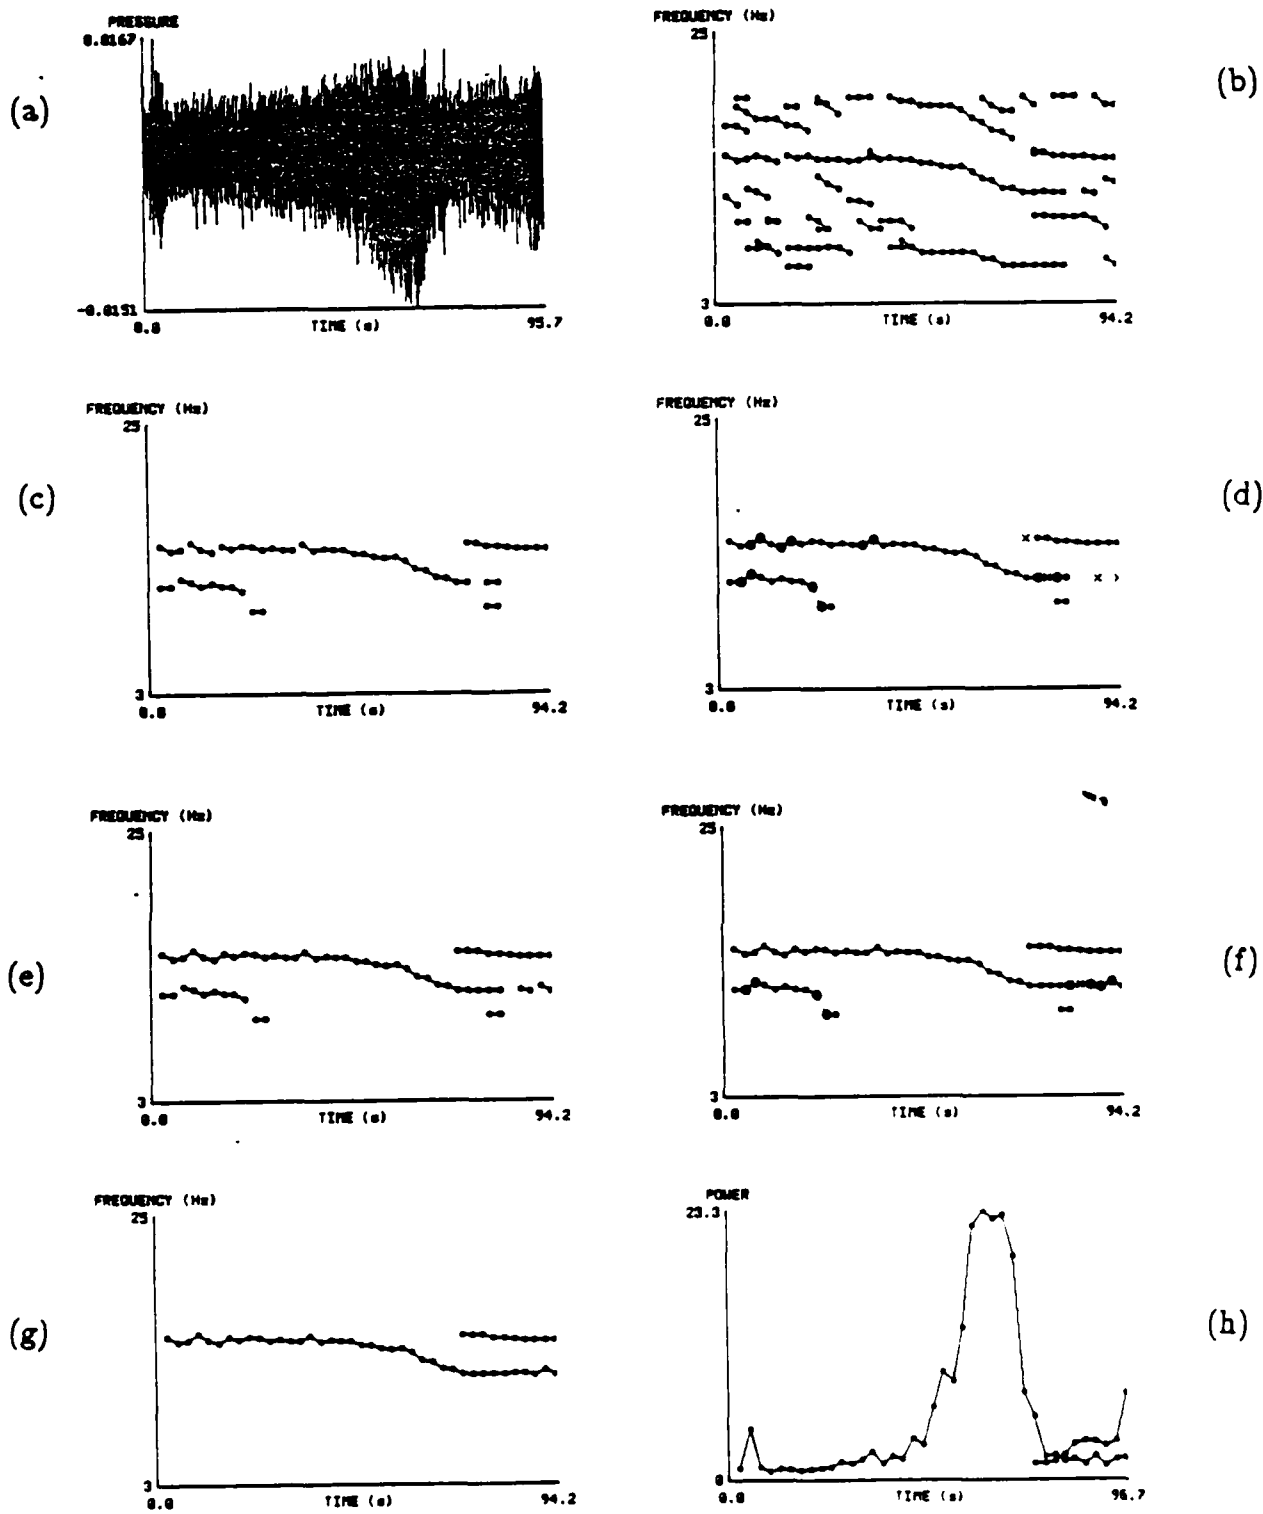 (a)
PRESSURE
0.0167
-0.0151
0.0
TIME (s)
95.7
(b)
FREQUENCY (Hz)
25
3
0.0
TIME (s)
94.2
(c)
FREQUENCY (Hz)
25
3
0.0
TIME (s)
94.2
(d)
FREQUENCY (Hz)
25
3
0.0
TIME (s)
94.2
(e)
FREQUENCY (Hz)
25
3
0.0
TIME (s)
94.2
(f)
FREQUENCY (Hz)
25
3
0.0
TIME (s)
94.2
(g)
FREQUENCY (Hz)
25
3
0.0
TIME (s)
94.2
(h)
POWER
23.3
0
0.0
TIME (s)
96.7